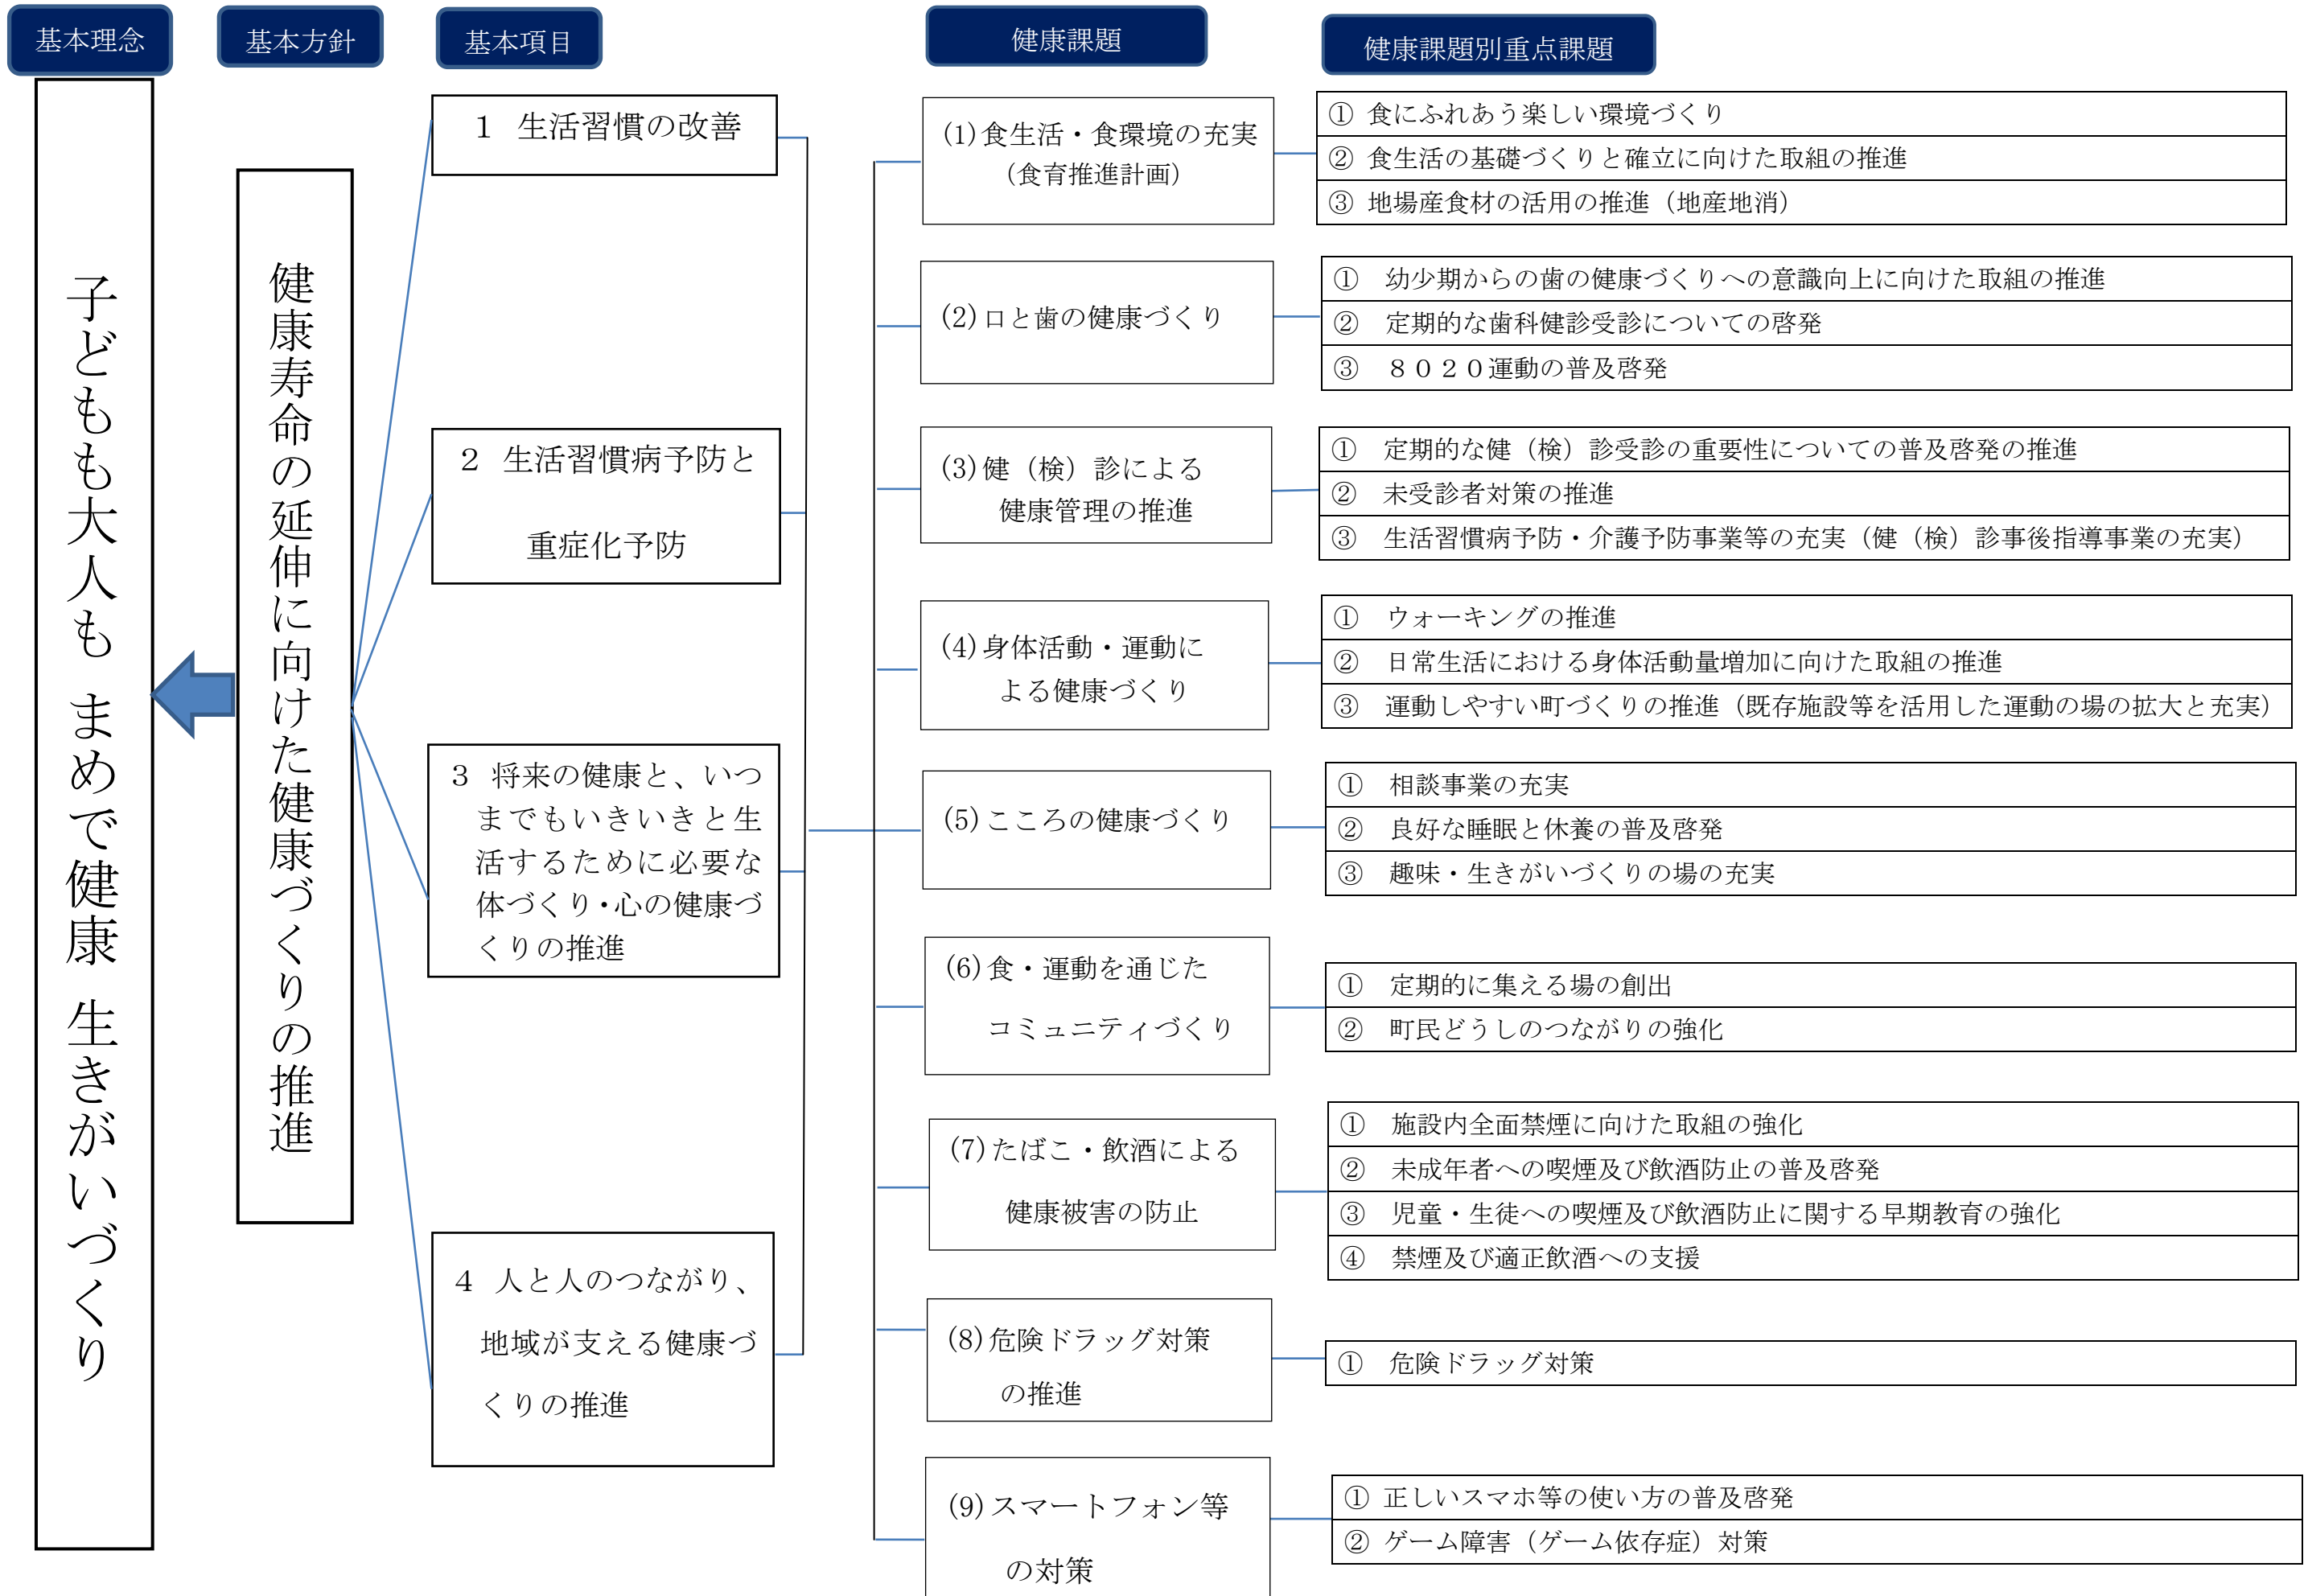 基本理念
基本方針
基本項目
健康課題
健康課題別重点課題
子どもも大人も まめで健康 生きがいづくり
健康寿命の延伸に向けた健康づくりの推進
１ 生活習慣の改善
２ 生活習慣病予防と
重症化予防
３ 将来の健康と、いつ
までもいきいきと生
活するために必要な
体づくり・心の健康づ
くりの推進
４ 人と人のつながり、
地域が支える健康づ
くりの推進
(1)食生活・食環境の充実
（食育推進計画）
① 食にふれあう楽しい環境づくり
② 食生活の基礎づくりと確立に向けた取組の推進
③ 地場産食材の活用の推進（地産地消）
(2)口と歯の健康づくり
① 幼少期からの歯の健康づくりへの意識向上に向けた取組の推進
② 定期的な歯科健診受診についての啓発
③ ８０２０運動の普及啓発
(3)健（検）診による
健康管理の推進
① 定期的な健（検）診受診の重要性についての普及啓発の推進
② 未受診者対策の推進
③ 生活習慣病予防・介護予防事業等の充実（健（検）診事後指導事業の充実）
(4)身体活動・運動に
よる健康づくり
① ウォーキングの推進
② 日常生活における身体活動量増加に向けた取組の推進
③ 運動しやすい町づくりの推進（既存施設等を活用した運動の場の拡大と充実）
(5)こころの健康づくり
① 相談事業の充実
② 良好な睡眠と休養の普及啓発
③ 趣味・生きがいづくりの場の充実
(6)食・運動を通じた
コミュニティづくり
① 定期的に集える場の創出
② 町民どうしのつながりの強化
(7)たばこ・飲酒による
健康被害の防止
① 施設内全面禁煙に向けた取組の強化
② 未成年者への喫煙及び飲酒防止の普及啓発
③ 児童・生徒への喫煙及び飲酒防止に関する早期教育の強化
④ 禁煙及び適正飲酒への支援
(8)危険ドラッグ対策
の推進
① 危険ドラッグ対策
(9)スマートフォン等
の対策
① 正しいスマホ等の使い方の普及啓発
② ゲーム障害（ゲーム依存症）対策